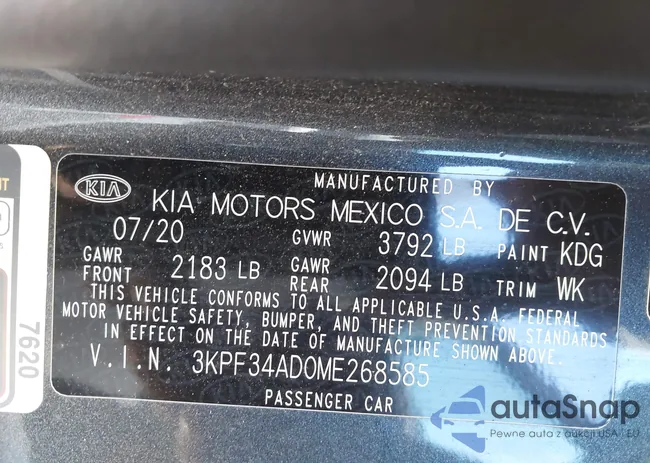 MANUFACTURED BY
KIA KIA MOTORS MEXICO S.A. DE C.V.
07/20 GVWR 3792 LB PAINT KDG
GAWR FRONT 2183 LB GAWR REAR 2094 LB TRIM WK
THIS VEHICLE CONFORMS TO ALL APPLICABLE U.S.A. FEDERAL
MOTOR VEHICLE SAFETY, BUMPER, AND THEFT PREVENTION STANDARDS
IN EFFECT ON THE DATE OF MANUFACTURE SHOWN ABOVE.
V.I.N. 3KPF34AD0ME268585
PASSENGER CAR
7620
autaSnap
Pewne auta z aukcji USA / EU